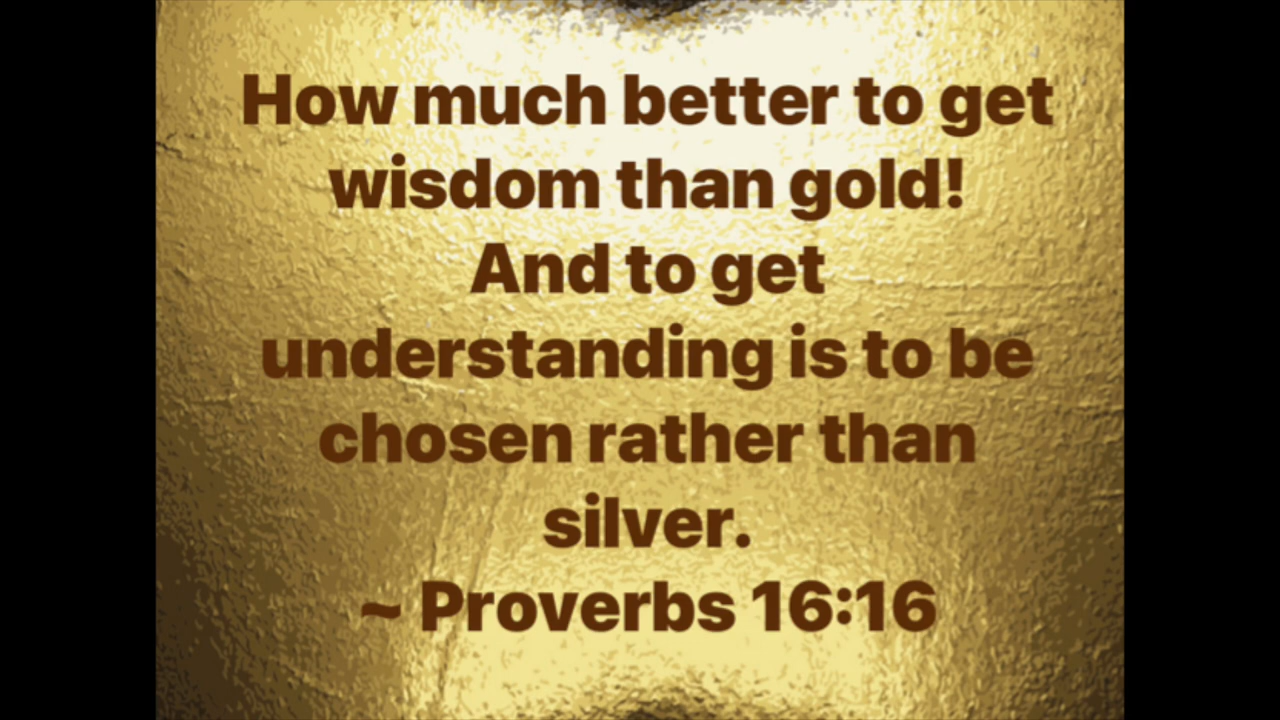 How much better to get
wisdom than gold!
And to get
understanding is to be
chosen rather than
silver.
~ Proverbs 16:16